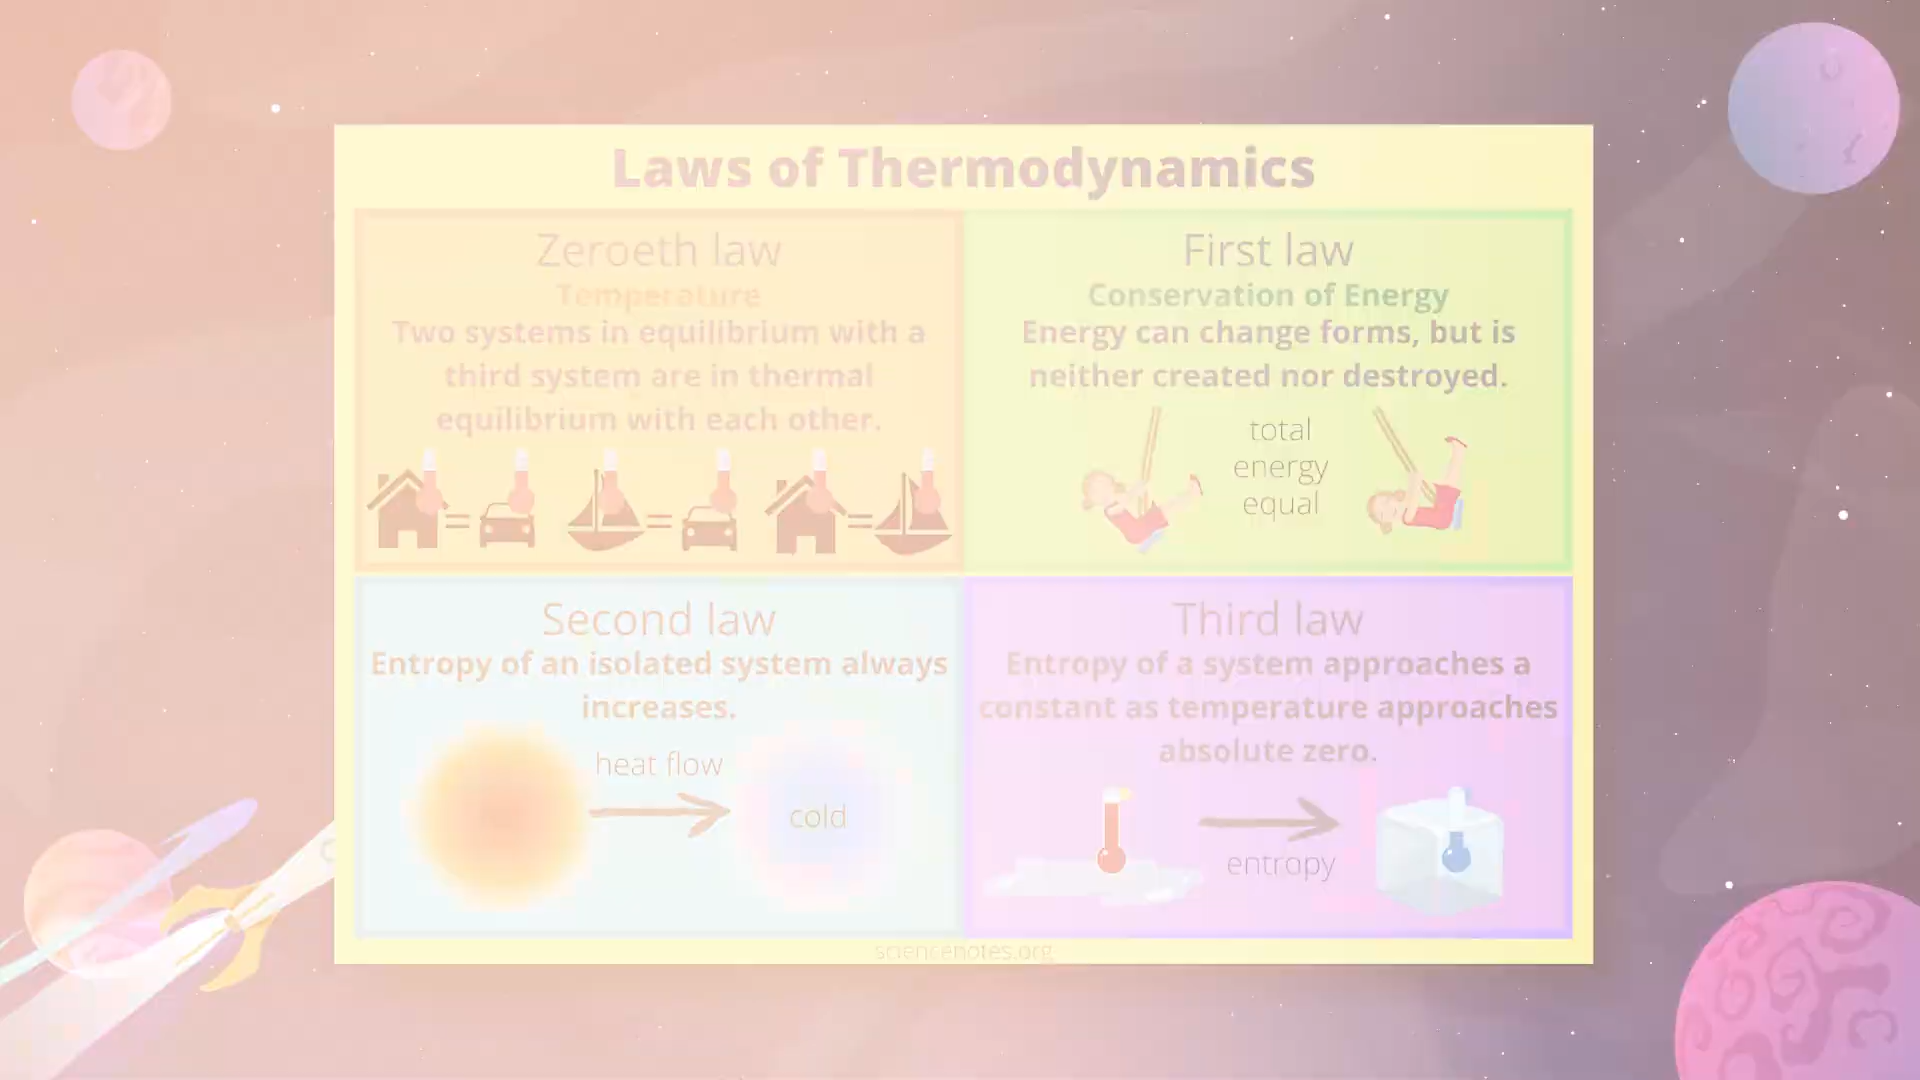 Laws of Thermodynamics
Zeroeth law
Temperature
Two systems in equilibrium with a
third system are in thermal
equilibrium with each other.
= = =
First law
Conservation of Energy
Energy can change forms, but is
neither created nor destroyed.
total
energy
equal
Second law
Entropy of an isolated system always
increases.
heat flow
cold
Third law
Entropy of a system approaches a
constant as temperature approaches
absolute zero.
entropy
sciencenotes.org